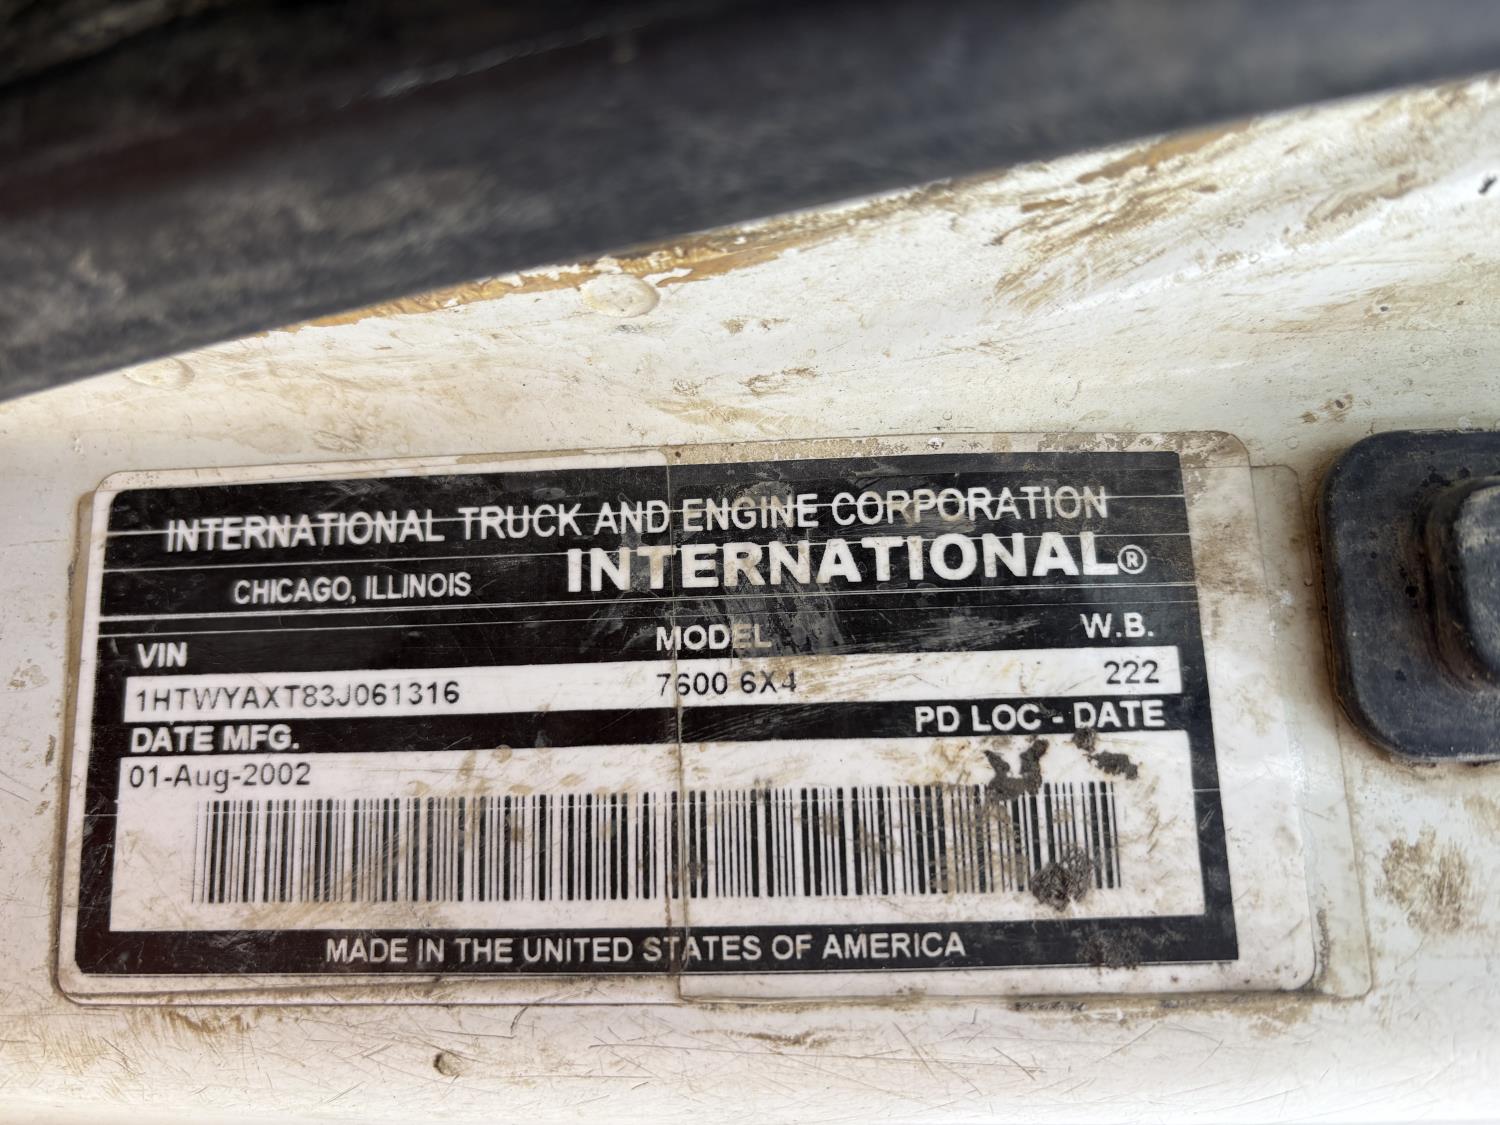 INTERNATIONAL TRUCK AND ENGINE CORPORATION
CHICAGO, ILLINOIS INTERNATIONAL®
VIN MODEL W.B.
1HTWYAXT83J061316 7600 6X4 222
DATE MFG. PD LOC - DATE
01-Aug-2002
MADE IN THE UNITED STATES OF AMERICA